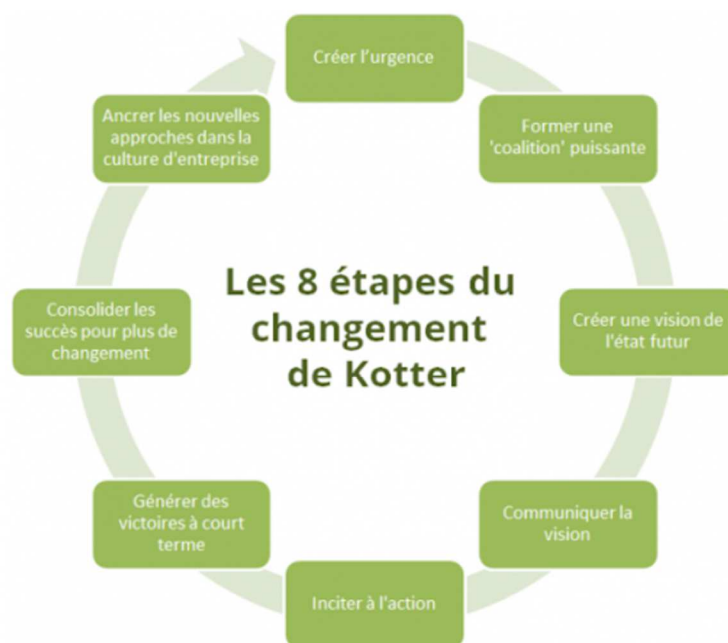 Créer l’urgence
Former une
'coalition' puissante
Créer une vision de
l'état futur
Communiquer la
vision
Inciter à l'action
Générer des
victoires à court
terme
Consolider les
succès pour plus de
changement
Ancrer les nouvelles
approches dans la
culture d'entreprise
Les 8 étapes du
changement
de Kotter